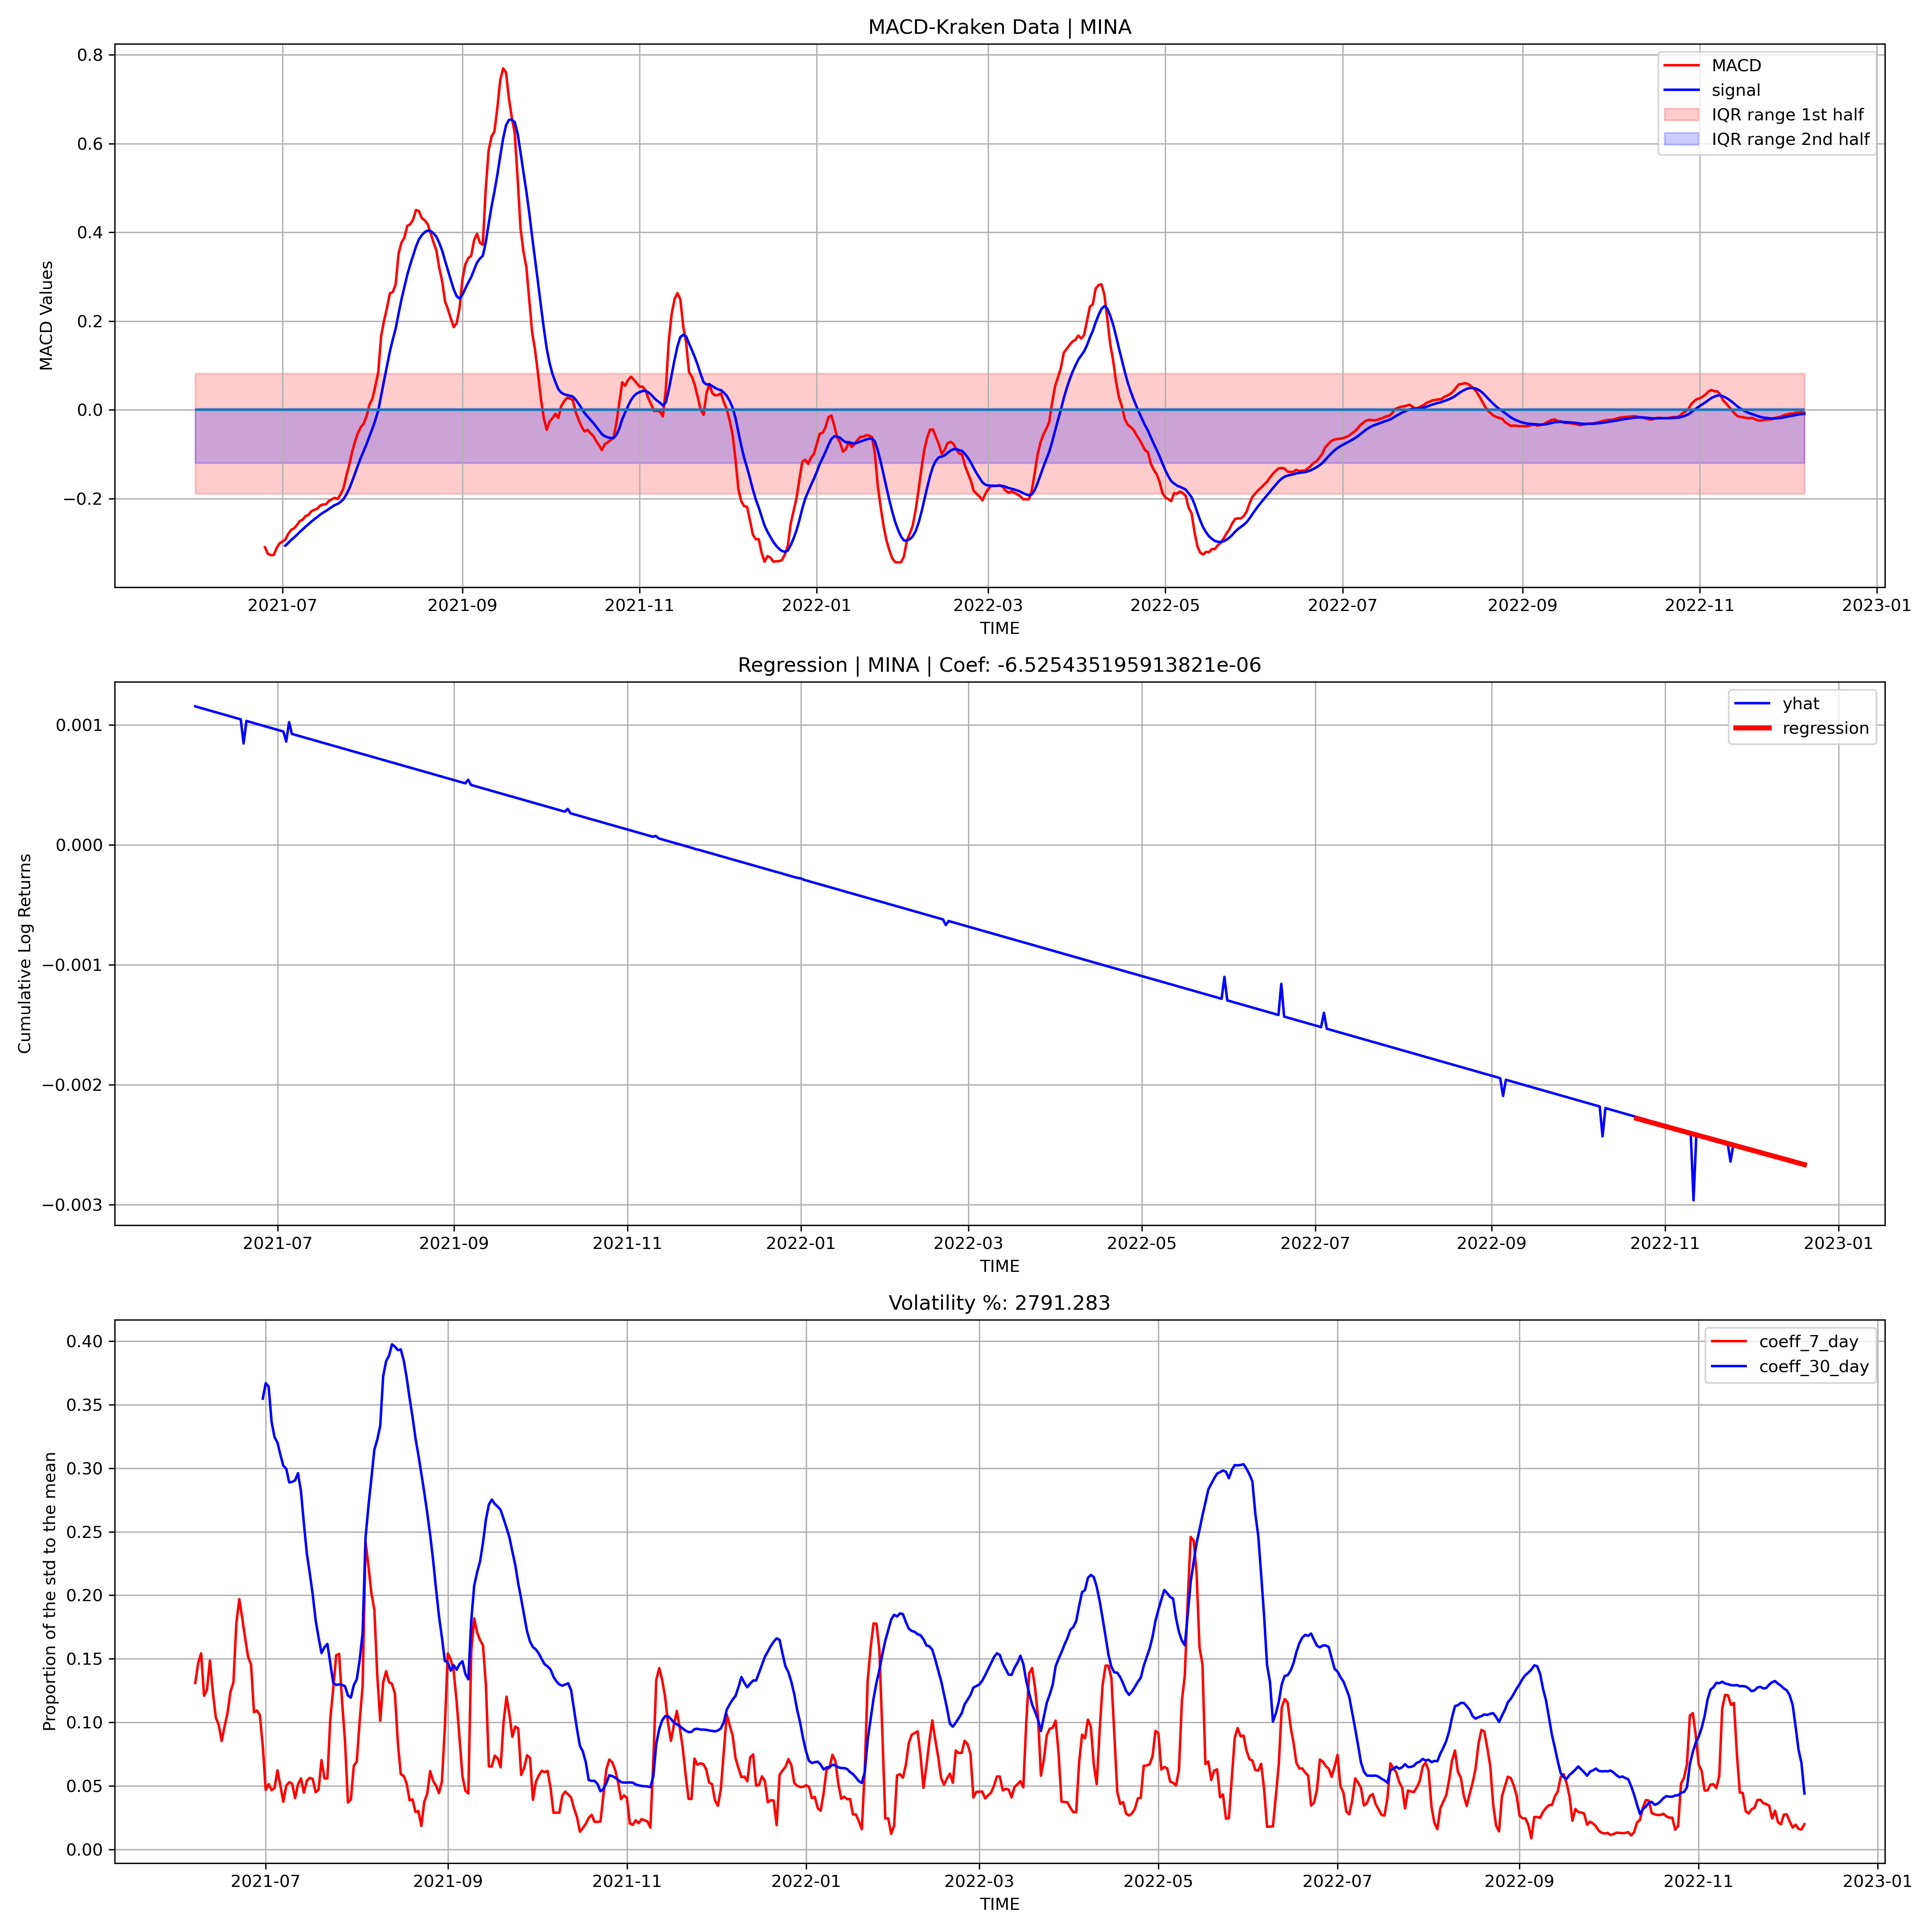 MACD-Kraken Data | MINA
MACD Values
0.8
0.6
0.4
0.2
0.0
−0.2
MACD
signal
IQR range 1st half
IQR range 2nd half
2021-07 2021-09 2021-11 2022-01 2022-03 2022-05 2022-07 2022-09 2022-11 2023-01
TIME
Regression | MINA | Coef: -6.525435195913821e-06
Cumulative Log Returns
0.001
0.000
−0.001
−0.002
−0.003
yhat
regression
2021-07 2021-09 2021-11 2022-01 2022-03 2022-05 2022-07 2022-09 2022-11 2023-01
TIME
Volatility %: 2791.283
Proportion of the std to the mean
0.40
0.35
0.30
0.25
0.20
0.15
0.10
0.05
0.00
coeff_7_day
coeff_30_day
2021-07 2021-09 2021-11 2022-01 2022-03 2022-05 2022-07 2022-09 2022-11 2023-01
TIME